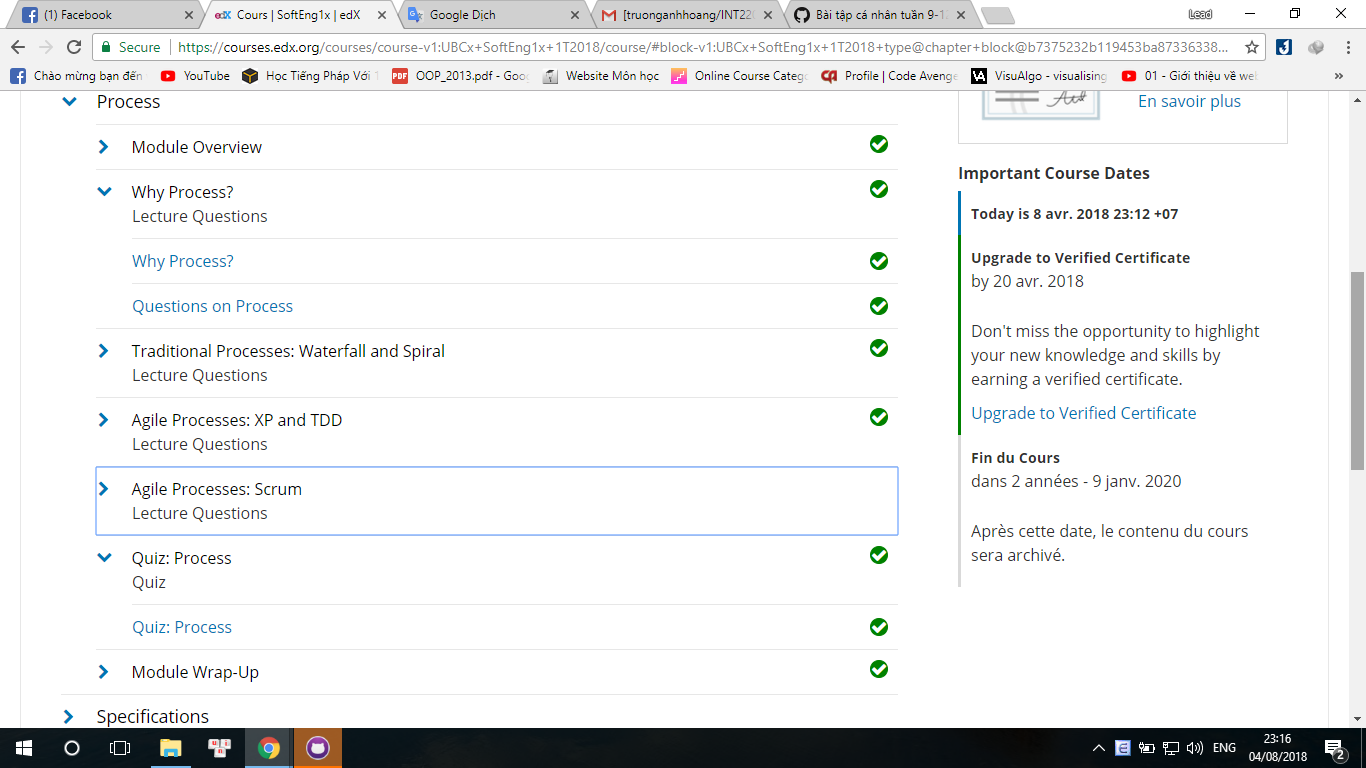 (1) Facebook
Cours | SoftEng1x | edX
Google Dịch
[truonganhhoang/INT220
Bài tập cá nhân tuần 9-1
Lead
Secure
https://courses.edx.org/courses/course-v1:UBCx+SoftEng1x+1T2018/course/#block-v1:UBCx+SoftEng1x+1T2018+type@chapter+block@b7375232b119453ba87336338...
Chào mừng bạn đến
YouTube
Học Tiếng Pháp Với 1
OOP_2013.pdf - Goo
Website Môn học
Online Course Categ
Profile | Code Avenge
VisuAlgo - visualising
01 - Giới thiệu về we
»
Process
Module Overview
Why Process?
Lecture Questions
Why Process?
Questions on Process
Traditional Processes: Waterfall and Spiral
Lecture Questions
Agile Processes: XP and TDD
Lecture Questions
Agile Processes: Scrum
Lecture Questions
Quiz: Process
Quiz
Quiz: Process
Module Wrap-Up
Specifications
En savoir plus
Important Course Dates
Today is 8 avr. 2018 23:12 +07
Upgrade to Verified Certificate
by 20 avr. 2018
Don't miss the opportunity to highlight
your new knowledge and skills by
earning a verified certificate.
Upgrade to Verified Certificate
Fin du Cours
dans 2 années - 9 janv. 2020
Après cette date, le contenu du cours
sera archivé.
ENG
23:16
04/08/2018
2